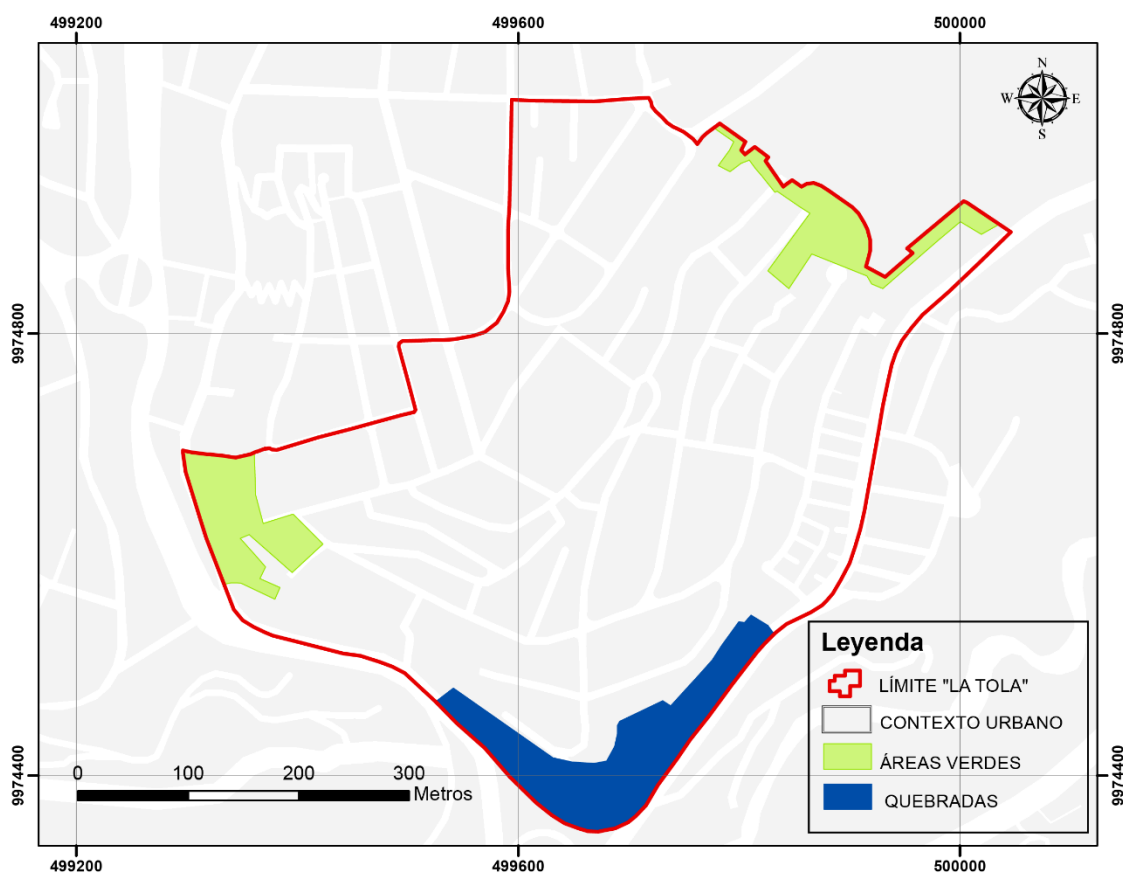 499200 499600 500000
N
W E
S
9974800 9974800
Leyenda
LÍMITE "LA TOLA"
CONTEXTO URBANO
ÁREAS VERDES
QUEBRADAS
0 100 200 300
Metros
9974400 9974400
499200 499600 500000